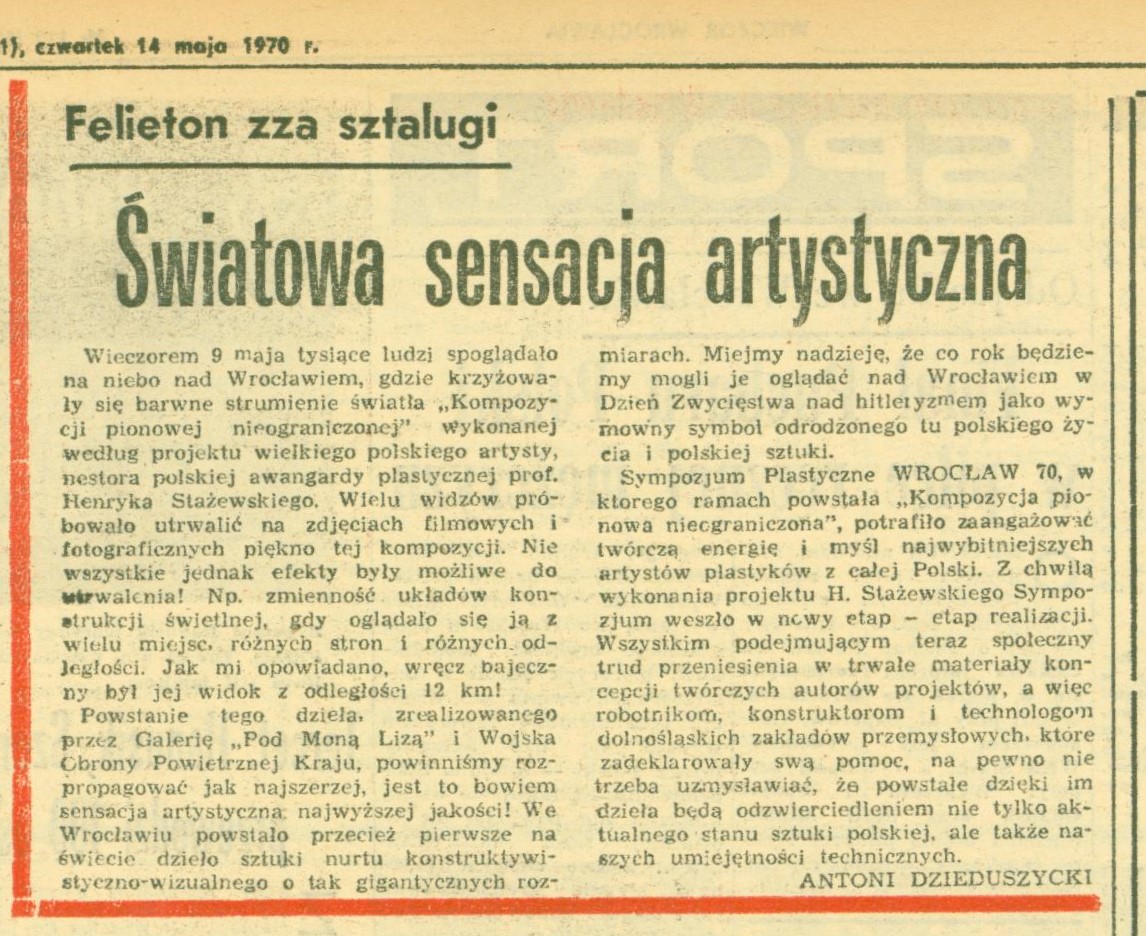 1), czwartek 14 maja 1970 r.
Felieton zza sztalugi
Światowa sensacja artystyczna
Wieczorem 9 maja tysiące ludzi spoglądało
na niebo nad Wrocławiem, gdzie krzyżowa-
ły się barwne strumienie światła „Kompozy-
cji pionowej nieograniczonej” wykonanej
według projektu wielkiego polskiego artysty,
nestora polskiej awangardy plastycznej prof.
Henryka Stażewskiego. Wielu widzów pró-
bowało utrwalić na zdjęciach filmowych i
fotograficznych piękno tej kompozycji. Nie
wszystkie jednak efekty były możliwe do
utrwalenia! Np. zmienność układów kon-
strukcji świetlnej, gdy oglądało się ją z
wielu miejsc, różnych stron i różnych od-
ległości. Jak mi opowiadano, wręcz bajecz-
ny był jej widok z odległości 12 km!
Powstanie tego dzieła, zrealizowanego
przez Galerię „Pod Moną Lizą” i Wojska
Obrony Powietrznej Kraju, powinniśmy roz-
propagować jak najszerzej, jest to bowiem
sensacja artystyczna najwyższej jakości! We
Wrocławiu powstało przecież pierwsze na
świecie dzieło sztuki nurtu konstruktywi-
styczno-wizualnego o tak gigantycznych roz-
miarach. Miejmy nadzieję, że co rok będzie-
my mogli je oglądać nad Wrocławiem w
Dzień Zwycięstwa nad hitleryzmem jako wy-
mowny symbol odrodzonego tu polskiego ży-
cia i polskiej sztuki.
Sympozjum Plastyczne WROCŁAW 70, w
ktorego ramach powstała „Kompozycja pio-
nowa nieograniczona”, potrafiło zaangażować
twórczą energię i myśl najwybitniejszych
artystów plastyków z całej Polski. Z chwilą
wykonania projektu H. Stażewskiego Sympo-
zjum weszło w nowy etap – etap realizacji.
Wszystkim podejmującym teraz społeczny
trud przeniesienia w trwałe materiały kon-
cepcji twórczych autorów projektów, a więc
robotnikom, konstruktorom i technologom
dolnośląskich zakładów przemysłowych, które
zadeklarowały swą pomoc, na pewno nie
trzeba uzmysławiać, że powstałe dzięki im
dzieła będą odzwierciedleniem nie tylko ak-
tualnego stanu sztuki polskiej, ale także na-
szych umiejętności technicznych.
ANTONI DZIEDUSZYCKI